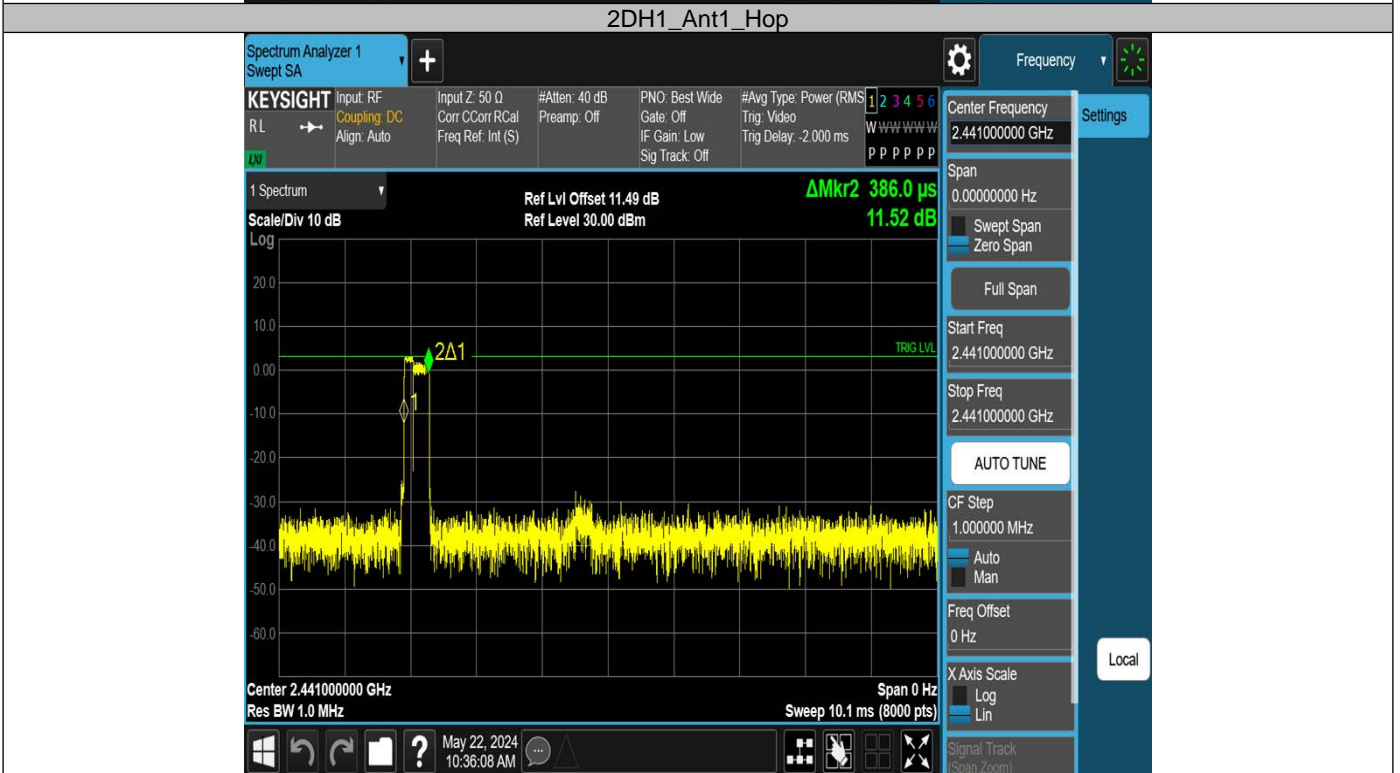 2DH1_Ant1_Hop
Spectrum Analyzer 1
Swept SA
+
Frequency
KEYSIGHT
RL
LXI
Input: RF
Coupling: DC
Align: Auto
Input Z: 50 Ω
Corr CCorr RCal
Freq Ref: Int (S)
#Atten: 40 dB
Preamp: Off
PNO: Best Wide
Gate: Off
IF Gain: Low
Sig Track: Off
#Avg Type: Power (RMS
Trig: Video
Trig Delay: -2.000 ms
1 2 3 4 5 6
W W W W W W
P P P P P P
1 Spectrum
Scale/Div 10 dB
Log
Ref Lvl Offset 11.49 dB
Ref Level 30.00 dBm
ΔMkr2 386.0 µs
11.52 dB
20.0
10.0
0.00
-10.0
-20.0
-30.0
-40.0
-50.0
-60.0
2Δ1
1
TRIG LVL
Center 2.441000000 GHz
Res BW 1.0 MHz
Span 0 Hz
Sweep 10.1 ms (8000 pts)
Center Frequency
2.441000000 GHz
Settings
Span
0.00000000 Hz
Swept Span
Zero Span
Full Span
Start Freq
2.441000000 GHz
Stop Freq
2.441000000 GHz
AUTO TUNE
CF Step
1.000000 MHz
Auto
Man
Freq Offset
0 Hz
X Axis Scale
Log
Lin
Local
Signal Track
(Span Zoom)
?
May 22, 2024
10:36:08 AM